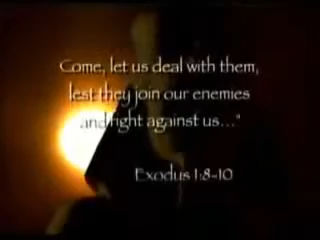 Come, let us deal with them,
lest they join our enemies
and fight against us..."
Exodus 1:8-10